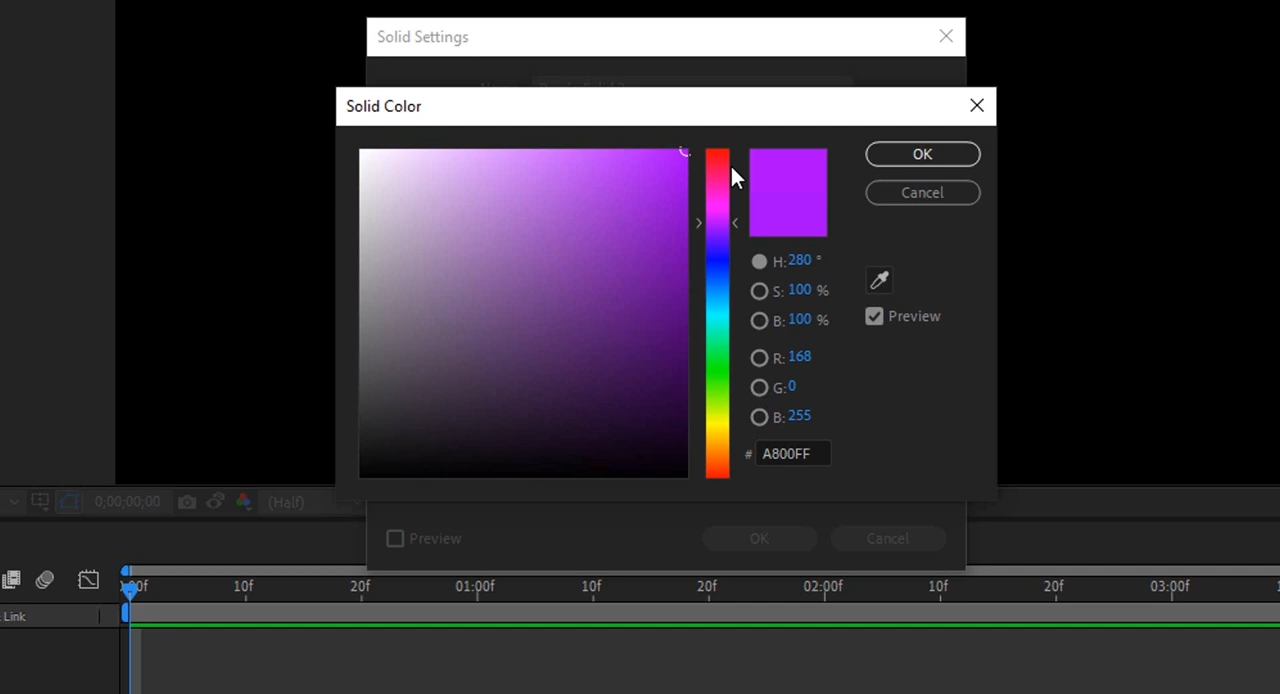 Solid Settings
Solid Color
OK
Cancel
H: 280 °
S: 100 %
B: 100 %
Preview
R: 168
G: 0
B: 255
# A800FF
0;00;00;00
(Half)
Preview
OK
Cancel
:00f 10f 20f 01:00f 10f 20f 02:00f 10f 20f 03:00f
Link